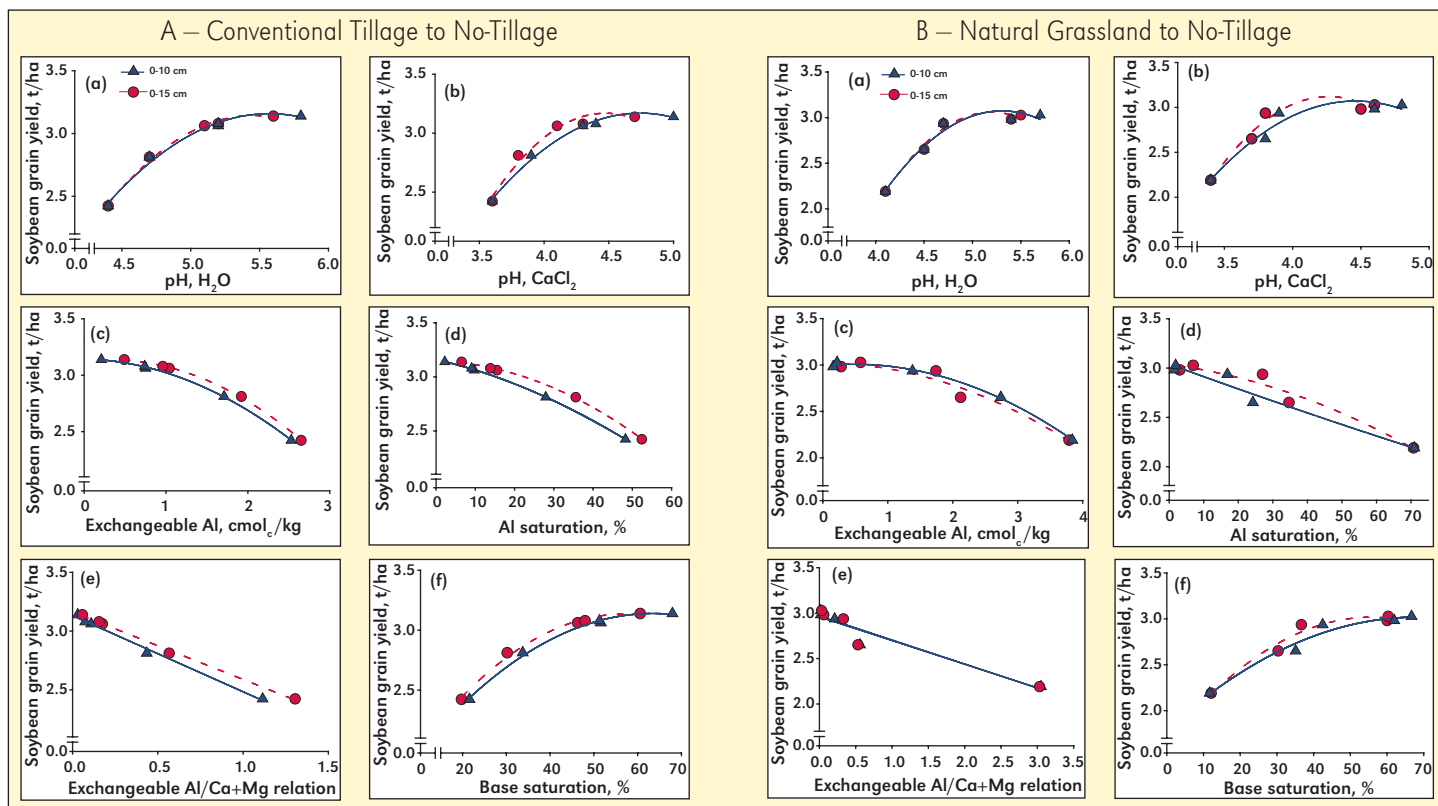 A – Conventional Tillage to No-Tillage
Soybean grain yield, t/ha
(a)
0-10 cm
0-15 cm
3.5
3.0
2.5
0.0
0.0 4.5 5.0 5.5 6.0
pH, H₂O
Soybean grain yield, t/ha
(b)
3.5
3.0
2.5
0.0
0.0 3.5 4.0 4.5 5.0
pH, CaCl₂
Soybean grain yield, t/ha
(c)
3.5
3.0
2.5
0.0
0 1 2 3
Exchangeable Al, cmol_c/kg
Soybean grain yield, t/ha
(d)
3.5
3.0
2.5
0.0
0 10 20 30 40 50 60
Al saturation, %
Soybean grain yield, t/ha
(e)
3.5
3.0
2.5
0.0
0.0 0.5 1.0 1.5
Exchangeable Al/Ca+Mg relation
Soybean grain yield, t/ha
(f)
3.5
3.0
2.5
0.0
0 20 30 40 50 60 70
Base saturation, %
B – Natural Grassland to No-Tillage
Soybean grain yield, t/ha
(a)
0-10 cm
0-15 cm
3.5
3.0
2.5
2.0
0.0
0.0 4.0 4.5 5.0 5.5 6.0
pH, H₂O
Soybean grain yield, t/ha
(b)
3.5
3.0
2.5
2.0
0.0
0.0 3.5 4.0 4.5 5.0
pH, CaCl₂
Soybean grain yield, t/ha
(c)
3.5
3.0
2.5
2.0
0.0
0 1 2 3 4
Exchangeable Al, cmol_c/kg
Soybean grain yield, t/ha
(d)
3.5
3.0
2.5
2.0
0.0
0 10 20 30 40 50 60 70 80
Al saturation, %
Soybean grain yield, t/ha
(e)
3.5
3.0
2.5
2.0
0.0
0.0 0.5 1.0 1.5 2.0 2.5 3.0 3.5
Exchangeable Al/Ca+Mg relation
Soybean grain yield, t/ha
(f)
3.5
3.0
2.5
2.0
0.0
0 10 20 30 40 50 60 70
Base saturation, %